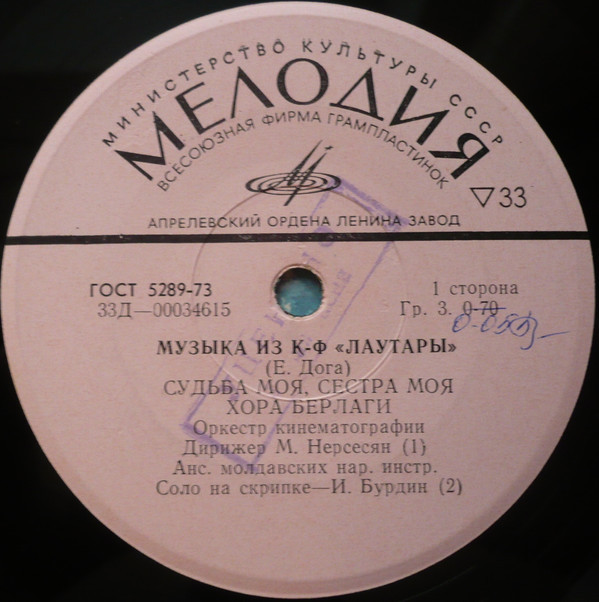 МИНИСТЕРСТВО КУЛЬТУРЫ СССР
МЕЛОДИЯ
ВСЕСОЮЗНАЯ ФИРМА ГРАМПЛАСТИНОК
▽33
АПРЕЛЕВСКИЙ ОРДЕНА ЛЕНИНА ЗАВОД
ГОСТ 5289-73
1 сторона
33Д—00034615
Гр. 3. 0-70
МУЗЫКА ИЗ К-Ф «ЛАУТАРЫ»
(Е. Дога)
СУДЬБА МОЯ, СЕСТРА МОЯ
ХОРА БЕРЛАГИ
Оркестр кинематографии
Дирижер М. Нерсесян (1)
Анс. молдавских нар. инстр.
Соло на скрипке—И. Бурдин (2)